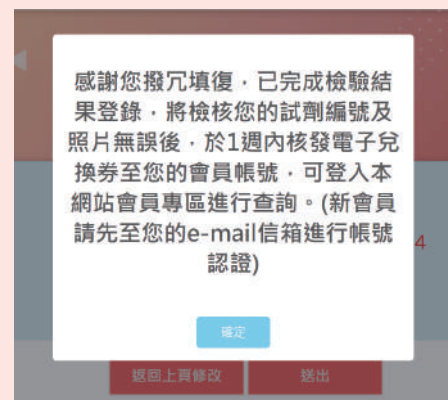 感謝您撥冗填復，已完成檢驗結
果登錄，將檢核您的試劑編號及
照片無誤後，於1週內核發電子兌
換券至您的會員帳號，可登入本
網站會員專區進行查詢。(新會員
請先至您的e-mail信箱進行帳號
認證)
4
確定
返回上頁修改
送出